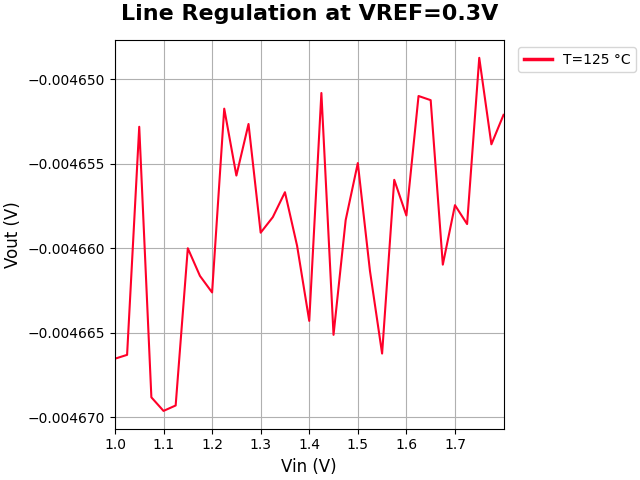 Line Regulation at VREF=0.3V
T=125 °C
Vout (V)
−0.004650
−0.004655
−0.004660
−0.004665
−0.004670
1.0 1.1 1.2 1.3 1.4 1.5 1.6 1.7
Vin (V)